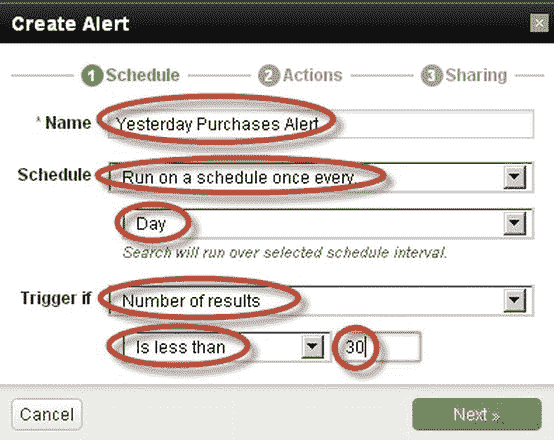 Create Alert
1 Schedule 2 Actions 3 Sharing
* Name Yesterday Purchases Alert
Schedule Run on a schedule once every...
Day
Search will run over selected schedule interval.
Trigger if Number of results
Is less than 30
Cancel Next »